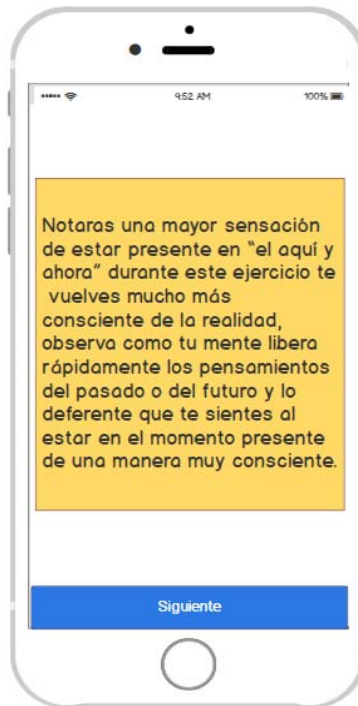 9:52 AM 100%
Notaras una mayor sensación
de estar presente en "el aquí y
ahora" durante este ejercicio te
vuelves mucho más
consciente de la realidad,
observa como tu mente libera
rápidamente los pensamientos
del pasado o del futuro y lo
deferente que te sientes al
estar en el momento presente
de una manera muy consciente.
Siguiente